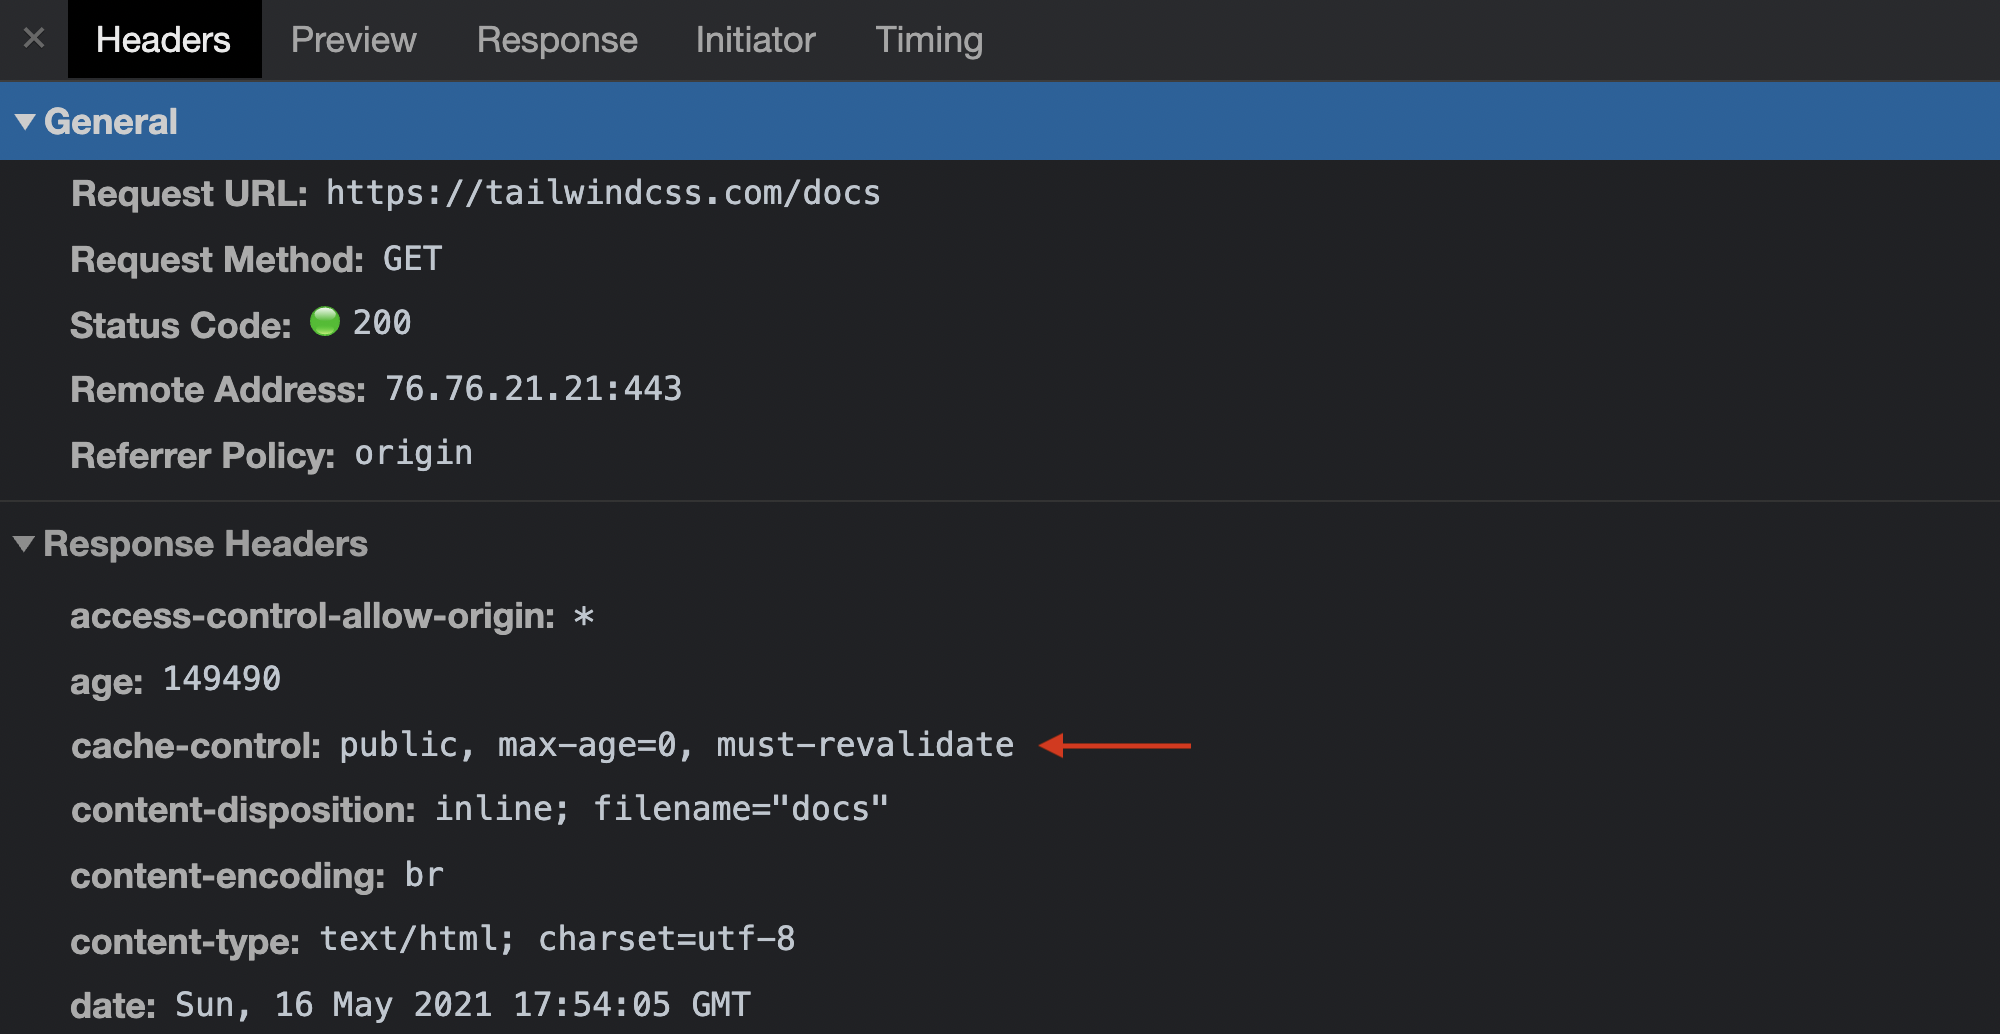 Headers Preview Response Initiator Timing
General
Request URL: https://tailwindcss.com/docs
Request Method: GET
Status Code: 200
Remote Address: 76.76.21.21:443
Referrer Policy: origin
Response Headers
access-control-allow-origin: *
age: 149490
cache-control: public, max-age=0, must-revalidate
content-disposition: inline; filename="docs"
content-encoding: br
content-type: text/html; charset=utf-8
date: Sun, 16 May 2021 17:54:05 GMT